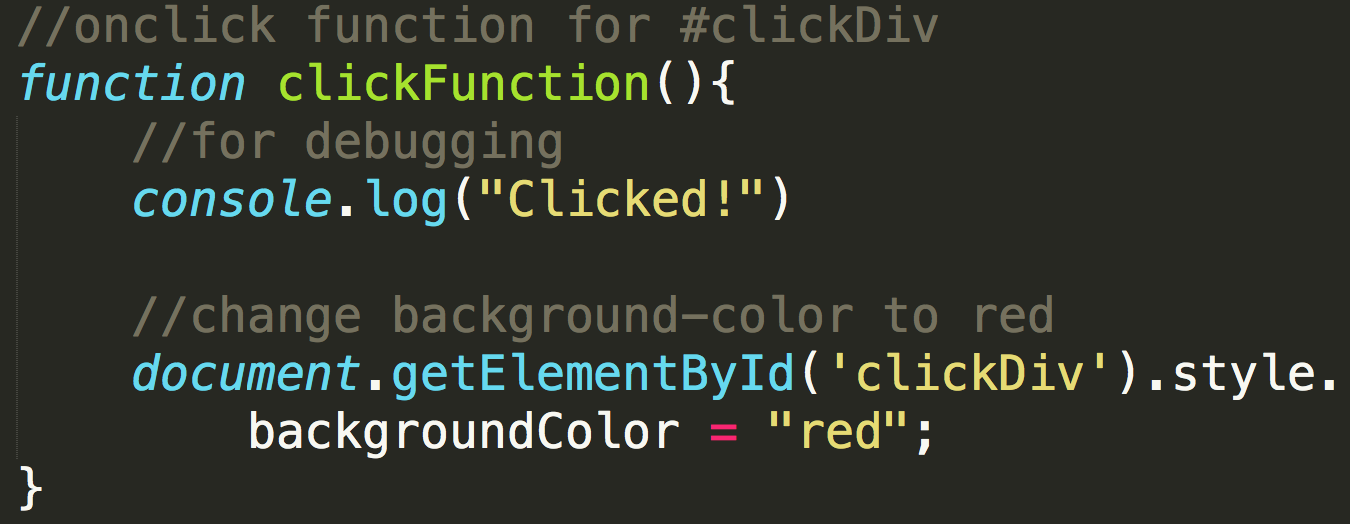 //onclick function for #clickDiv
function clickFunction(){
    //for debugging
    console.log("Clicked!")

    //change background-color to red
    document.getElementById('clickDiv').style.
        backgroundColor = "red";
}